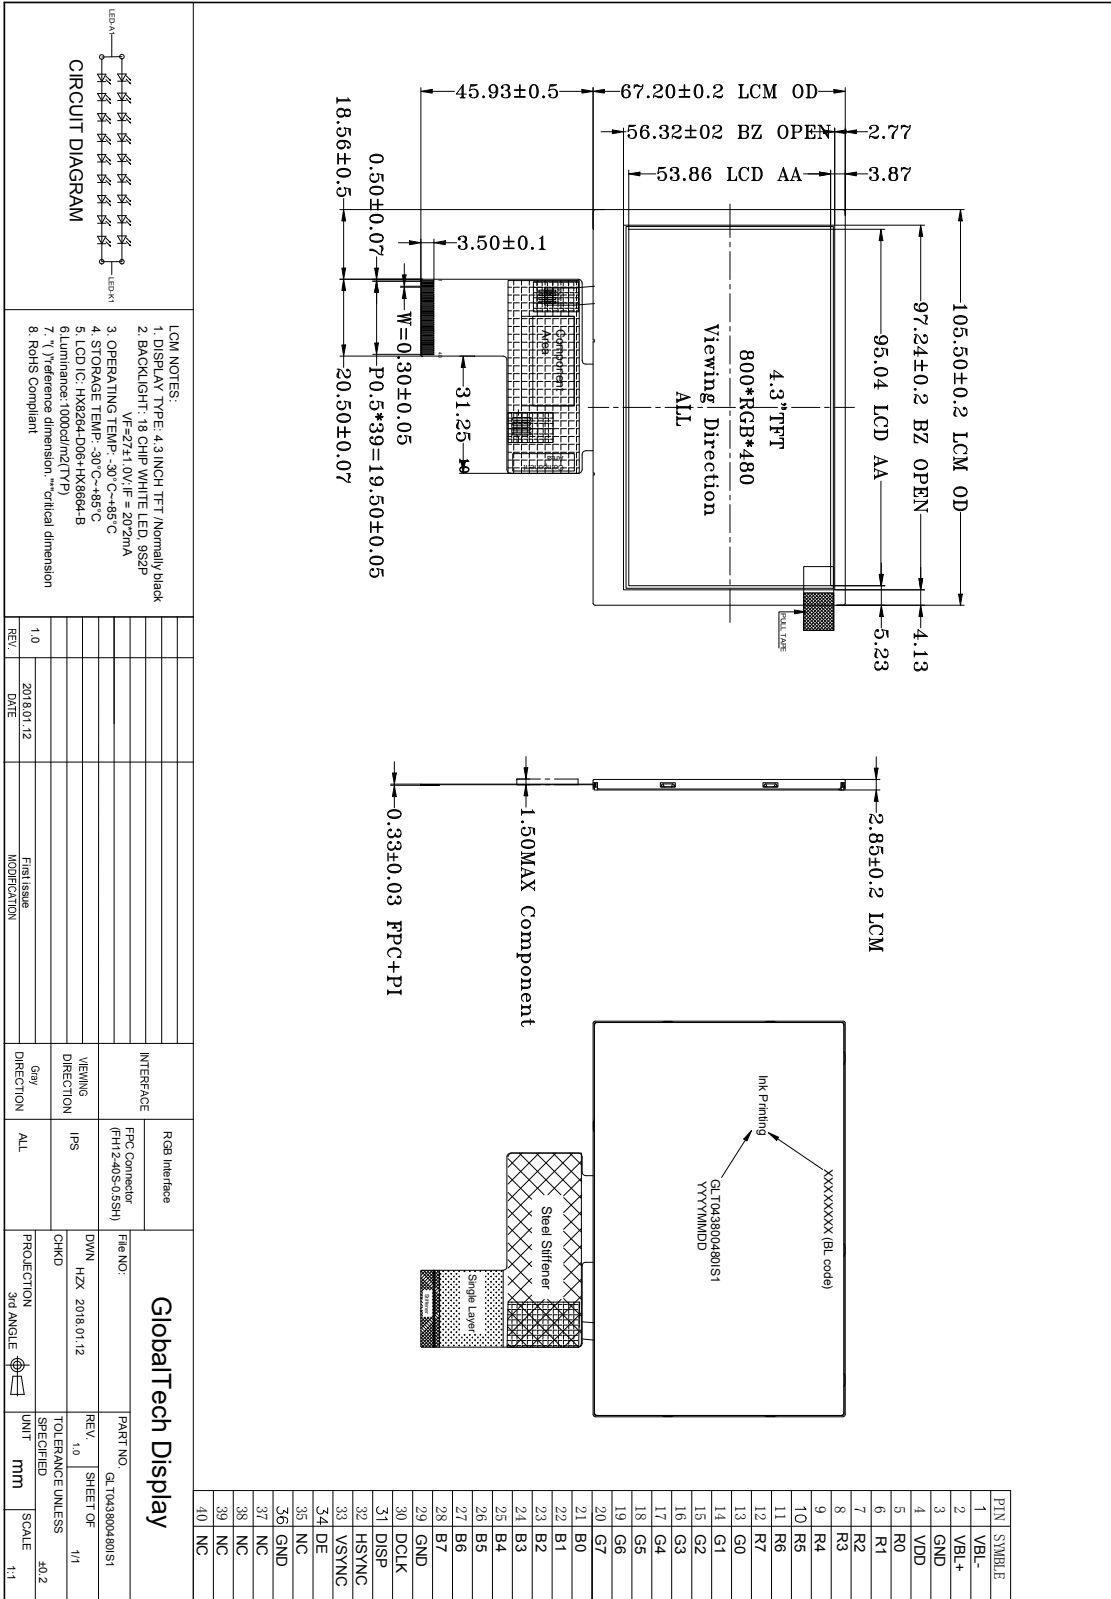 105.50±0.2 LCM OD
97.24±0.2 BZ OPEN
4.13
95.04 LCD AA
5.23
67.20±0.2 LCM OD
45.93±0.5
56.32±02 BZ OPEN
2.77
53.86 LCD AA
3.87
4.3"TFT
800*RGB*480
Viewing Direction
ALL
PULL TAPE
Component
Area
3.50±0.1
31.25
18.56±0.5
0.50±0.07
W=0.30±0.05
P0.5*39=19.50±0.05
20.50±0.07
2.85±0.2 LCM
1.50MAX Component
0.33±0.03 FPC+PI
XXXXXXXX (BL code)
Ink Printing
GLT043800480IS1
YYYYMMDD
Steel Stiffener
Single Layer
Stiffener
PIN SYMBLE
1 VBL-
2 VBL+
3 GND
4 VDD
5 R0
6 R1
7 R2
8 R3
9 R4
10 R5
11 R6
12 R7
13 G0
14 G1
15 G2
16 G3
17 G4
18 G5
19 G6
20 G7
21 B0
22 B1
23 B2
24 B3
25 B4
26 B5
27 B6
28 B7
29 GND
30 DCLK
31 DISP
32 HSYNC
33 VSYNC
34 DE
35 NC
36 GND
37 NC
38 NC
39 NC
40 NC
LED-A1
LED-K1
CIRCUIT DIAGRAM
LCM NOTES:
1. DISPLAY TYPE: 4.3 INCH TFT /Normally black
2. BACKLIGHT: 18 CHIP WHITE LED, 9S2P
VF=27±1.0V;IF = 20*2mA
3. OPERATING TEMP: -30°C~+85°C
4. STORAGE TEMP: -30°C~+85°C
5. LCD IC: HX8264-D06+HX8664-B
6.Luminance:1000cd/m2(TYP)
7. "( )"reference dimension,"*"critical dimension
8. RoHS Compliant
1.0 2018.01.12 First issue
REV. DATE MODIFICATION
INTERFACE
RGB Interface
FPC Connector
(FH12-40S-0.5SH)
VIEWING
DIRECTION
IPS
Gray
DIRECTION
ALL
GlobalTech Display
File NO:
PART NO.
GLT043800480IS1
DWN HZX 2018.01.12
REV. 1.0
SHEET OF 1/1
CHKD
TOLERANCE UNLESS
SPECIFIED ±0.2
PROJECTION
3rd ANGLE
UNIT mm
SCALE 1:1